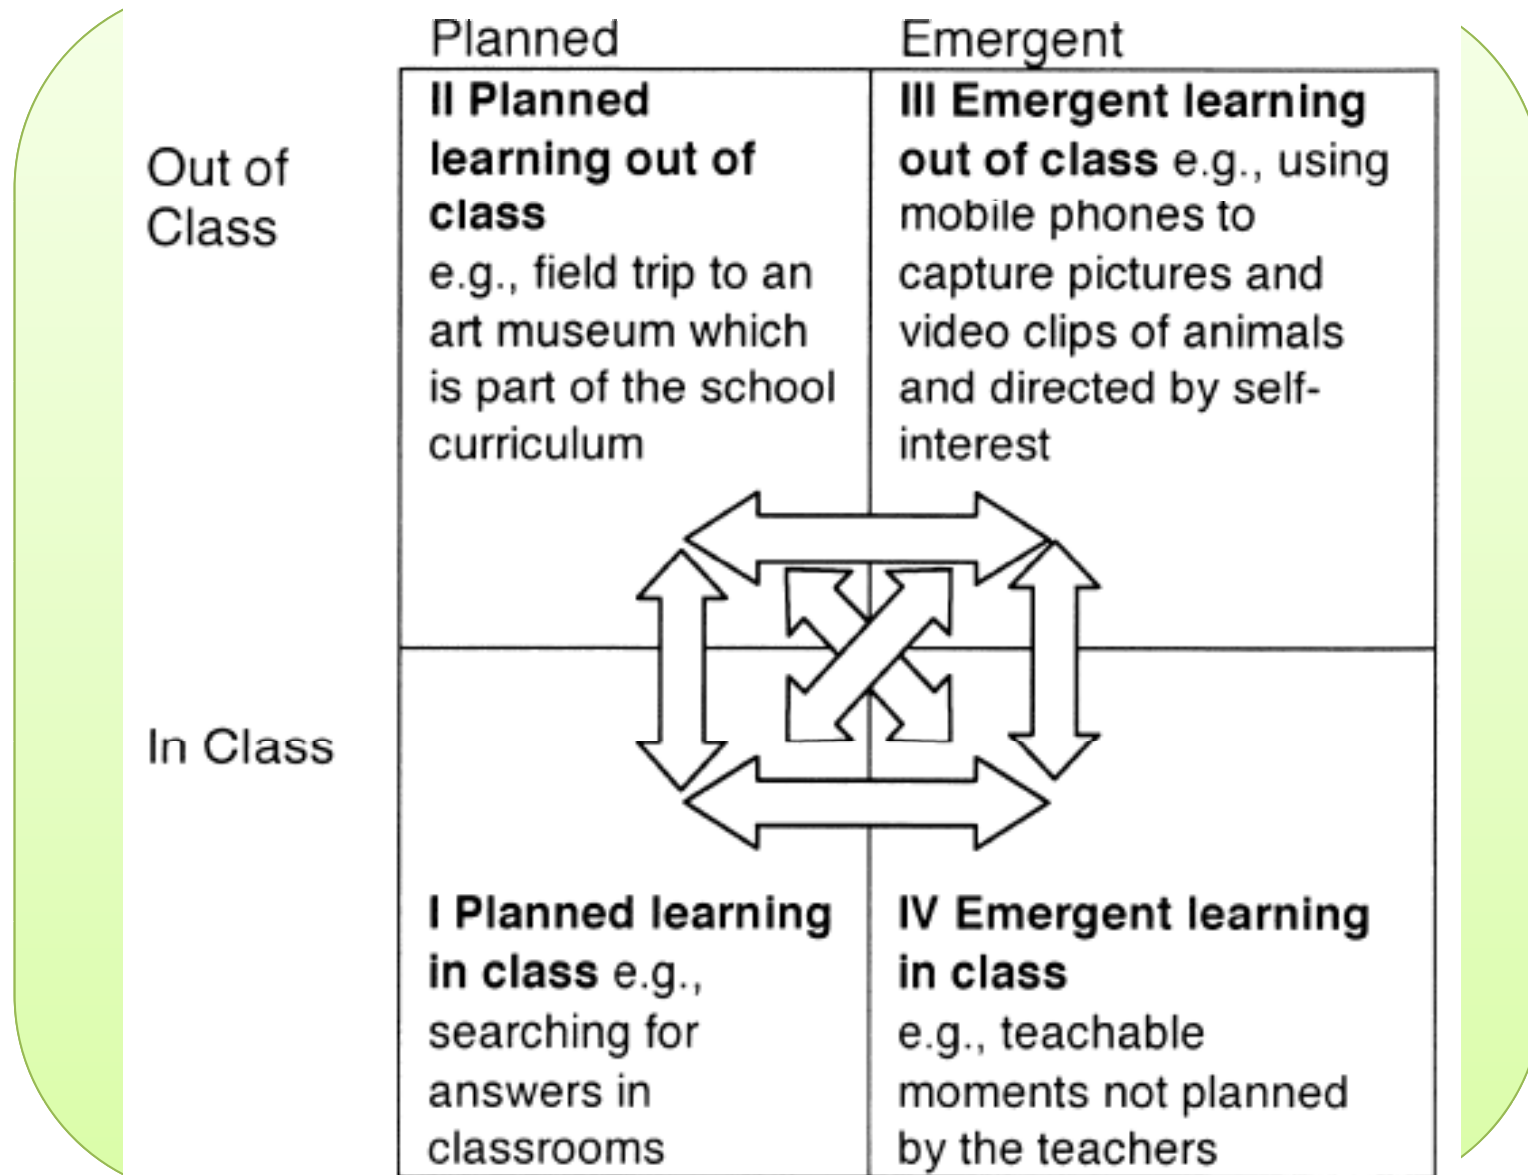 Planned
Emergent
Out of
Class
II Planned
learning out of
class
e.g., field trip to an
art museum which
is part of the school
curriculum
III Emergent learning
out of class e.g., using
mobile phones to
capture pictures and
video clips of animals
and directed by self-
interest
In Class
I Planned learning
in class e.g.,
searching for
answers in
classrooms
IV Emergent learning
in class
e.g., teachable
moments not planned
by the teachers